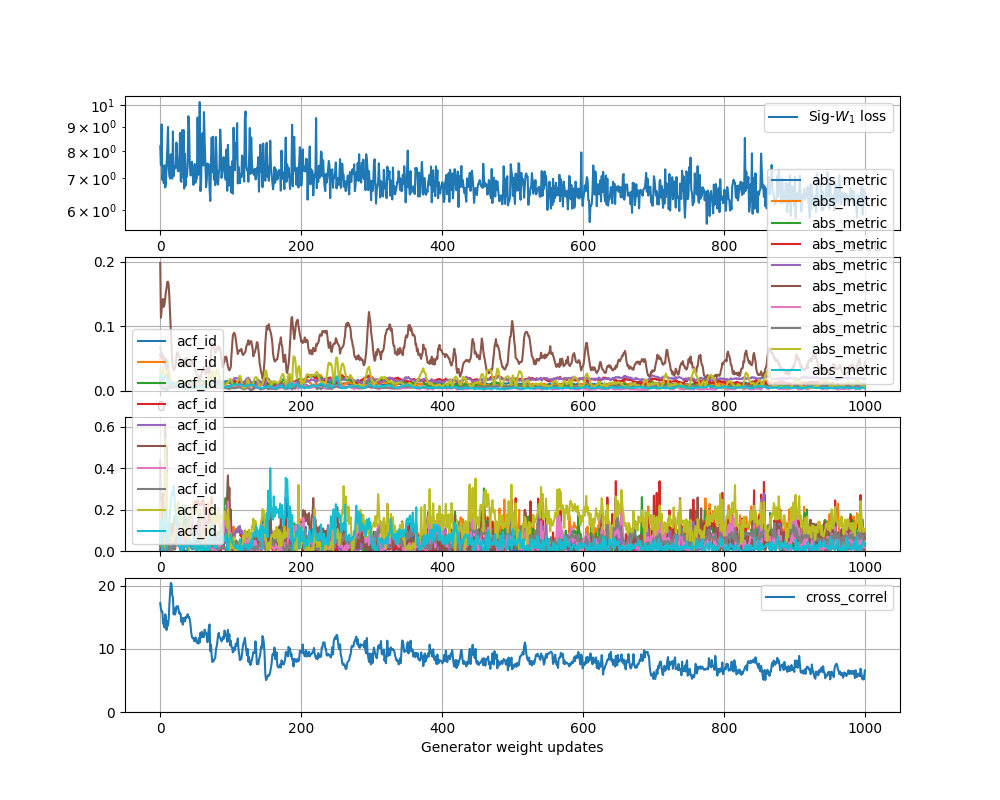 10¹
9 × 10⁰
8 × 10⁰
7 × 10⁰
6 × 10⁰
Sig-W₁ loss
0 200 400 600 800
abs_metric
abs_metric
abs_metric
abs_metric
abs_metric
abs_metric
abs_metric
abs_metric
abs_metric
abs_metric
0.2
0.1
0.0
200 400 600 800 1000
acf_id
acf_id
acf_id
acf_id
acf_id
acf_id
acf_id
acf_id
acf_id
acf_id
0.6
0.4
0.2
0.0
0 200 400 600 800 1000
cross_correl
20
10
0
0 200 400 600 800 1000
Generator weight updates